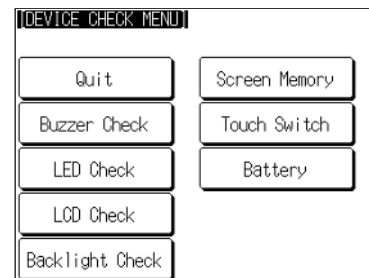 [DEVICE CHECK MENU]
Quit
Screen Memory
Buzzer Check
Touch Switch
LED Check
Battery
LCD Check
Backlight Check